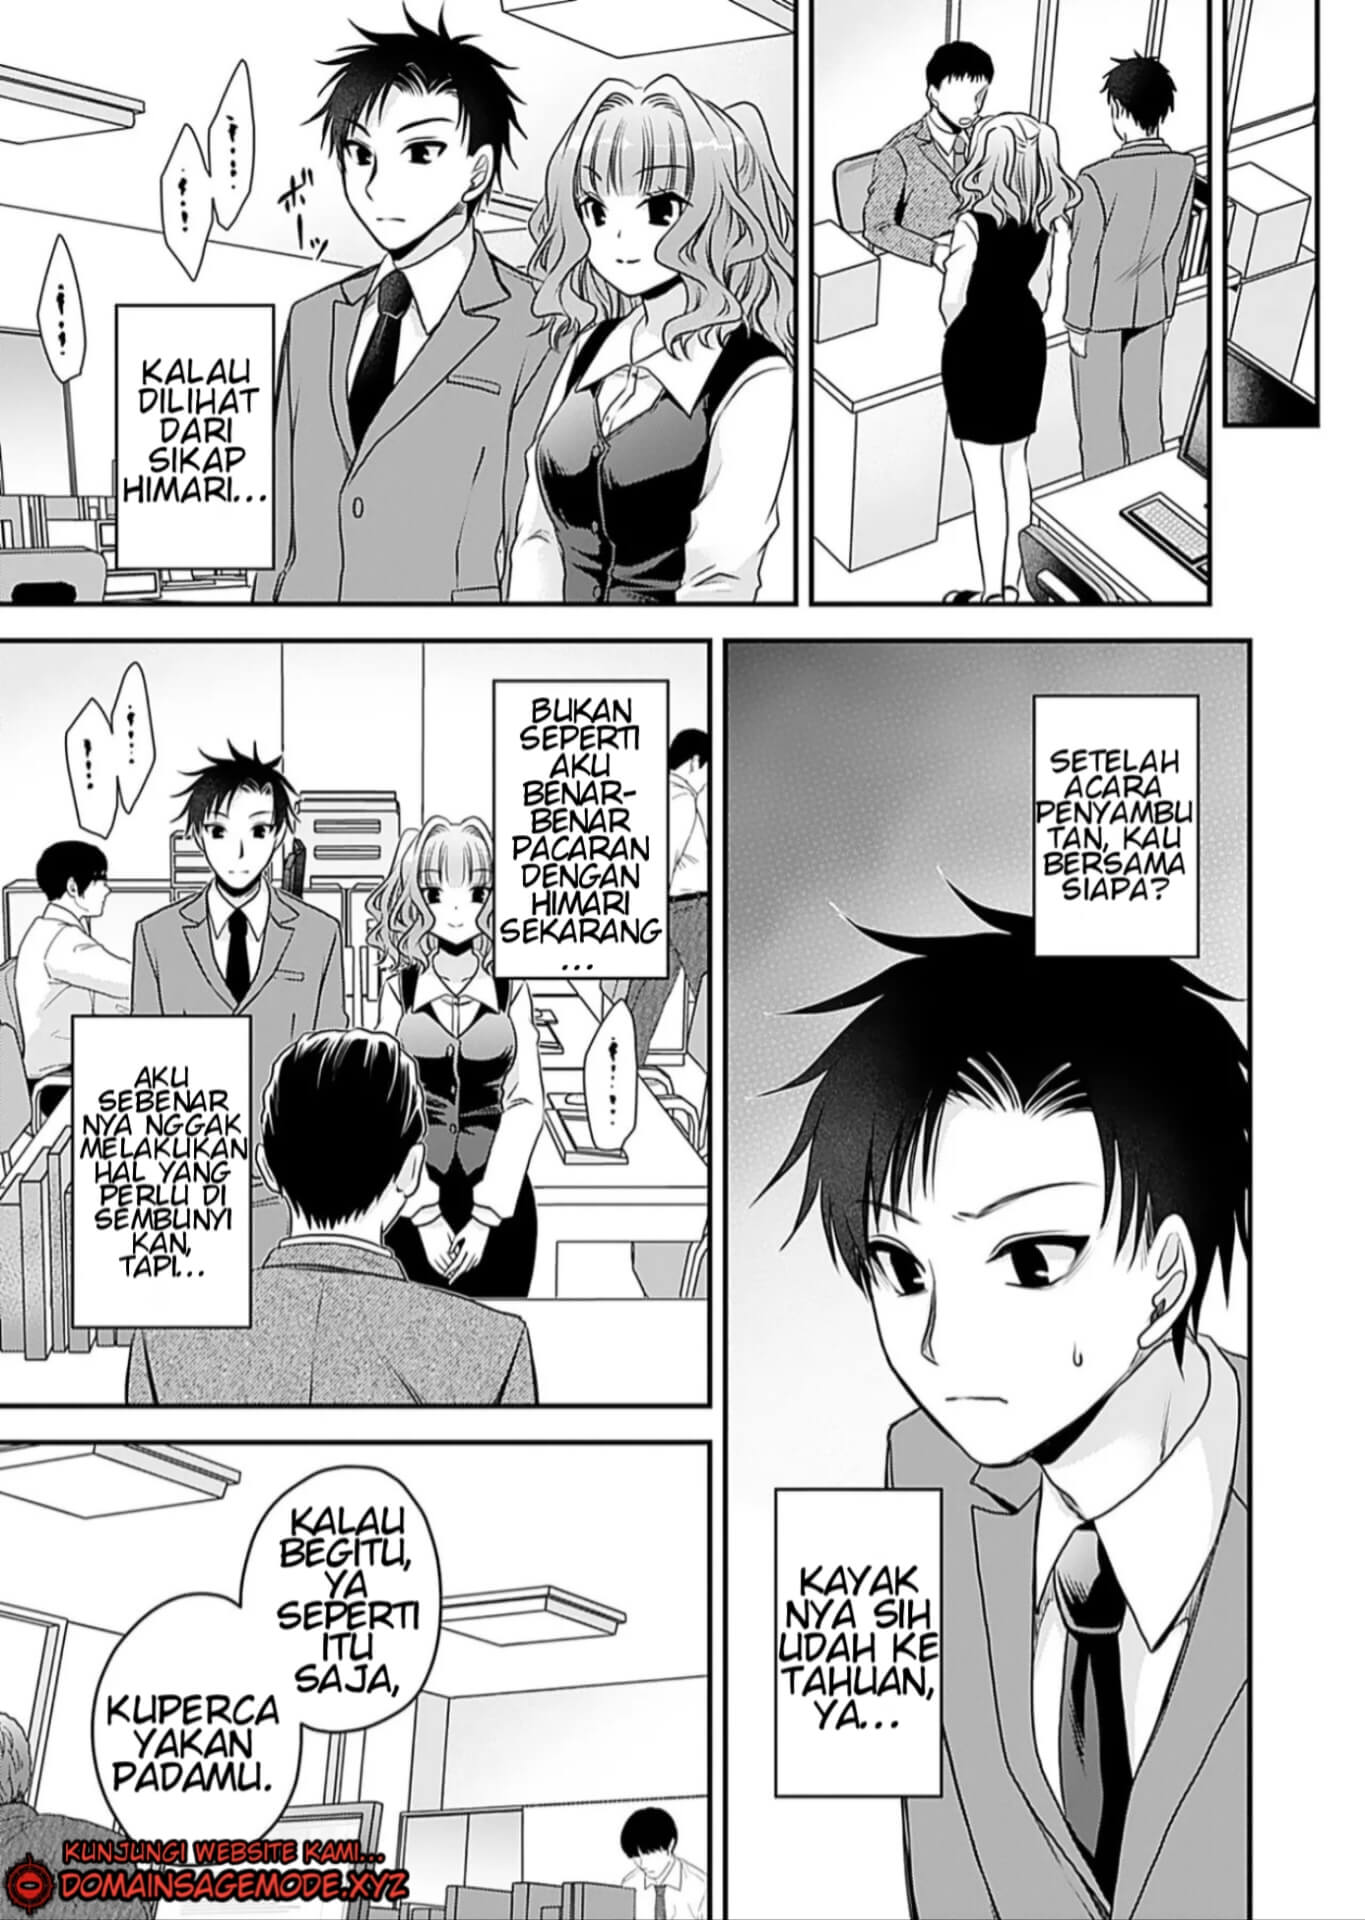 KALAU
DILIHAT
DARI
SIKAP
HIMARI...
SETELAH
ACARA
PENYAMBU
TAN, KAU
BERSAMA
SIAPA?
KAYAK
NYA SIH
UDAH KE
TAHUAN,
YA...
BUKAN
SEPERTI
AKU
BENAR-
BENAR
PACARAN
DENGAN
HIMARI
SEKARANG
...
AKU
SEBENAR
NYA NGGAK
MELAKUKAN
HAL YANG
PERLU DI
SEMBUNYI
KAN,
TAPI...
KALAU
BEGITU,
YA
SEPERTI
ITU
SAJA,
KUPERCA
YAKAN
PADAMU.
KUNJUNGI WEBSITE KAMI...
DOMAINSAGEMODE.XYZ